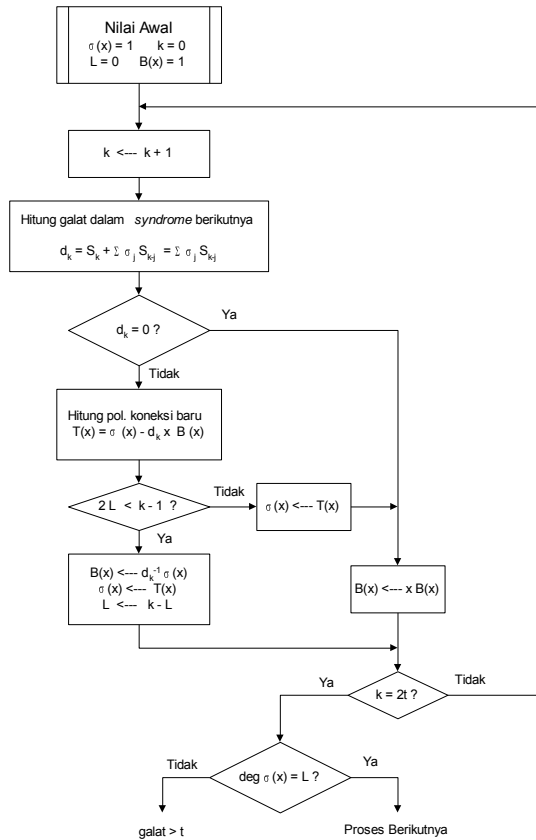 Nilai Awal
σ(x) = 1 k = 0
L = 0 B(x) = 1
k <--- k + 1
Hitung galat dalam syndrome berikutnya
dₖ = Sₖ + Σ σⱼ Sₖ₋ⱼ = Σ σⱼ Sₖ₋ⱼ
dₖ = 0 ?
Ya
Tidak
Hitung pol. koneksi baru
T(x) = σ (x) - dₖ x B (x)
2 L < k - 1 ?
Tidak
σ(x) <--- T(x)
Ya
B(x) <--- dₖ⁻¹ σ(x)
σ(x) <--- T(x)
L <--- k - L
B(x) <--- x B(x)
k = 2t ?
Ya
Tidak
deg σ (x) = L ?
Tidak
Ya
galat > t
Proses Berikutnya